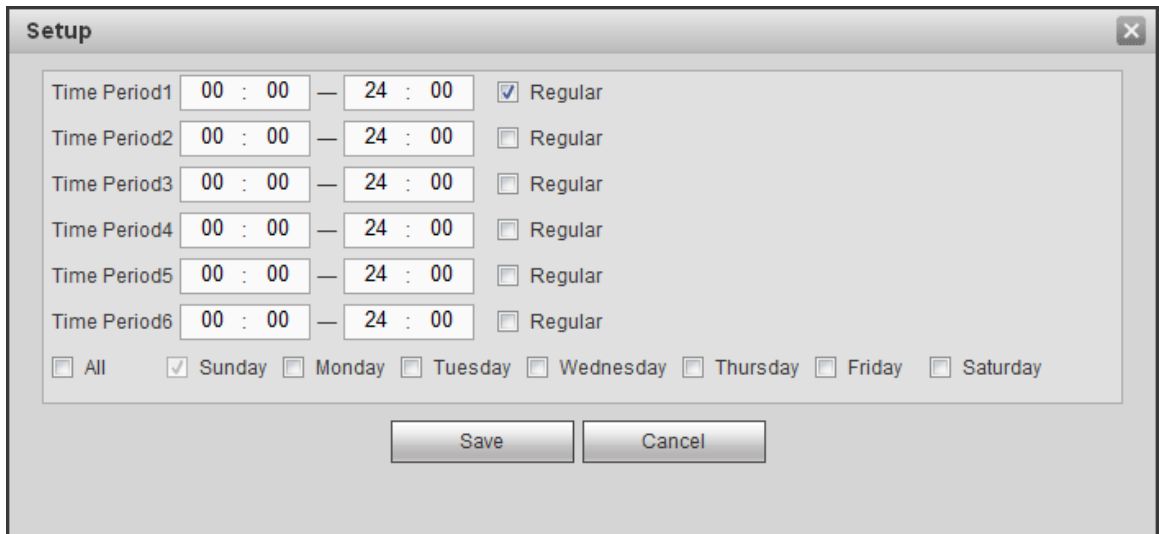 Setup
Time Period1 00 : 00 — 24 : 00 Regular
Time Period2 00 : 00 — 24 : 00 Regular
Time Period3 00 : 00 — 24 : 00 Regular
Time Period4 00 : 00 — 24 : 00 Regular
Time Period5 00 : 00 — 24 : 00 Regular
Time Period6 00 : 00 — 24 : 00 Regular
All Sunday Monday Tuesday Wednesday Thursday Friday Saturday
Save Cancel